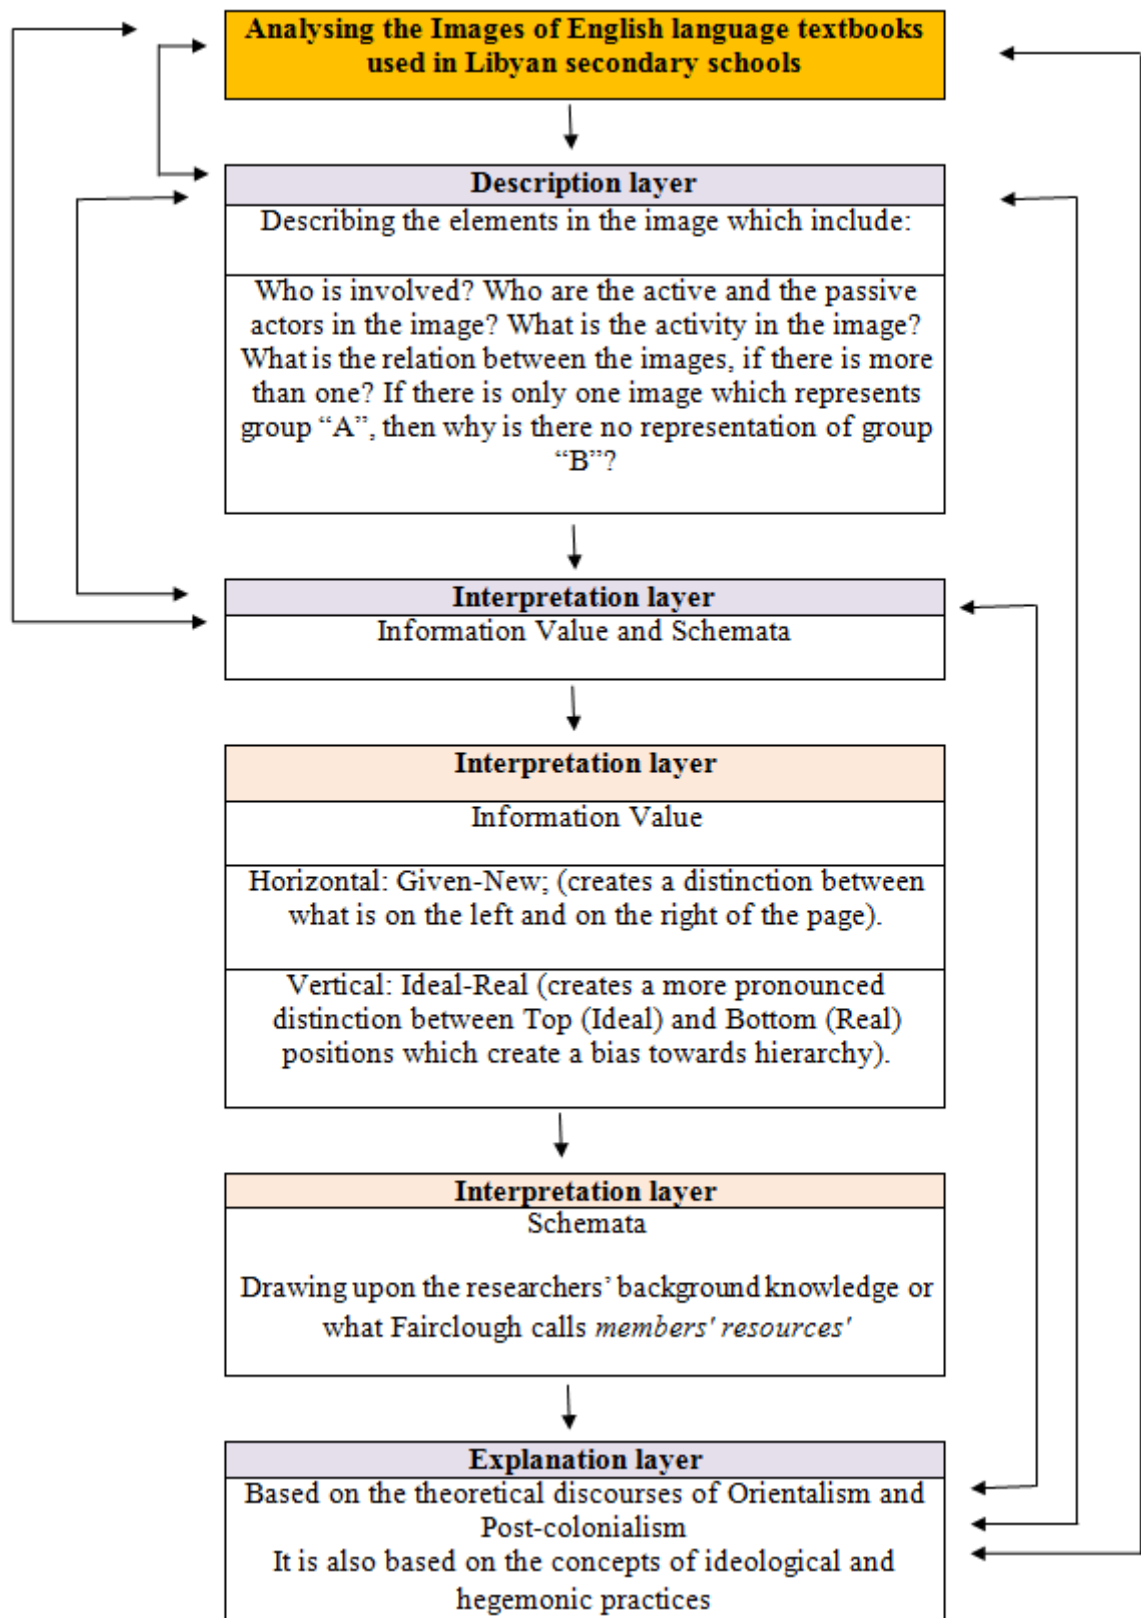 Analysing the Images of English language textbooks
used in Libyan secondary schools
Description layer
Describing the elements in the image which include:
Who is involved? Who are the active and the passive
actors in the image? What is the activity in the image?
What is the relation between the images, if there is more
than one? If there is only one image which represents
group “A”, then why is there no representation of group
“B”?
Interpretation layer
Information Value and Schemata
Interpretation layer
Information Value
Horizontal: Given-New; (creates a distinction between
what is on the left and on the right of the page).
Vertical: Ideal-Real (creates a more pronounced
distinction between Top (Ideal) and Bottom (Real)
positions which create a bias towards hierarchy).
Interpretation layer
Schemata
Drawing upon the researchers’ background knowledge or
what Fairclough calls members' resources'
Explanation layer
Based on the theoretical discourses of Orientalism and
Post-colonialism
It is also based on the concepts of ideological and
hegemonic practices